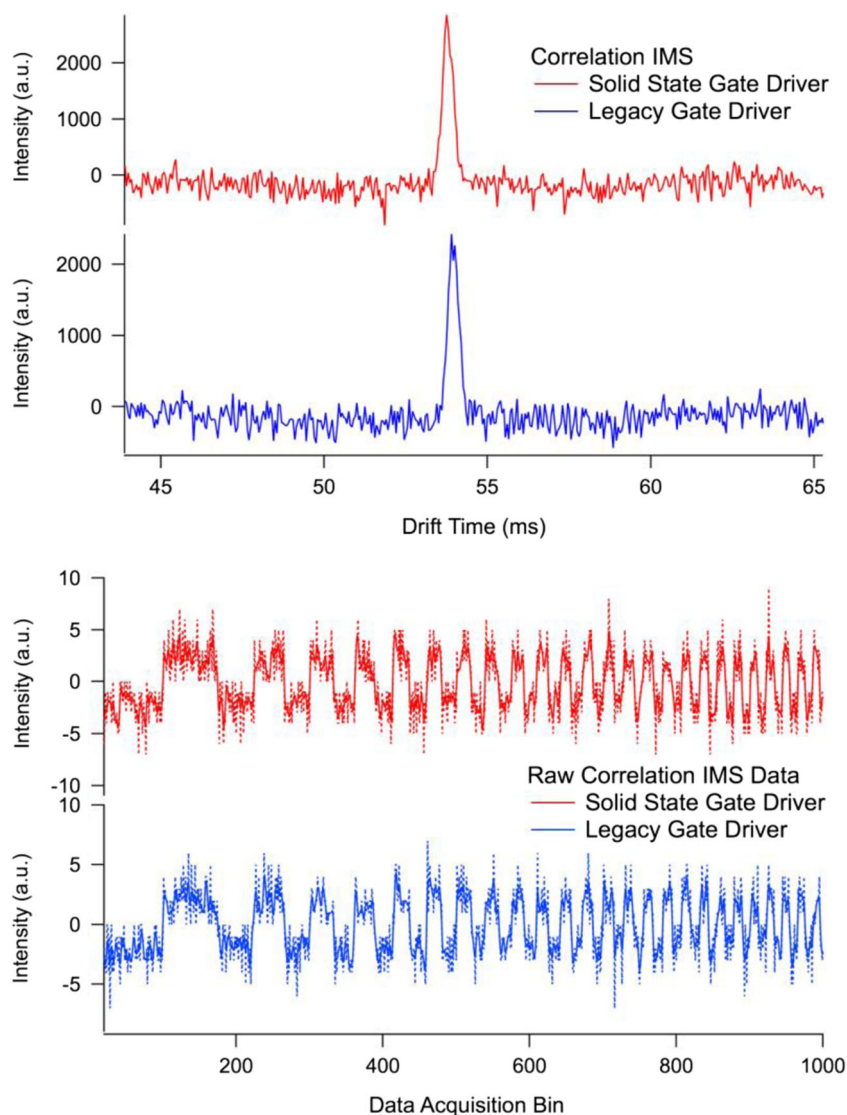 Intensity (a.u.)
2000
1000
0
Correlation IMS
Solid State Gate Driver
Legacy Gate Driver
Intensity (a.u.)
2000
1000
0
45
50
55
60
65
Drift Time (ms)
Intensity (a.u.)
10
5
0
-5
-10
Raw Correlation IMS Data
Solid State Gate Driver
Legacy Gate Driver
Intensity (a.u.)
10
5
0
-5
200
400
600
800
1000
Data Acquisition Bin